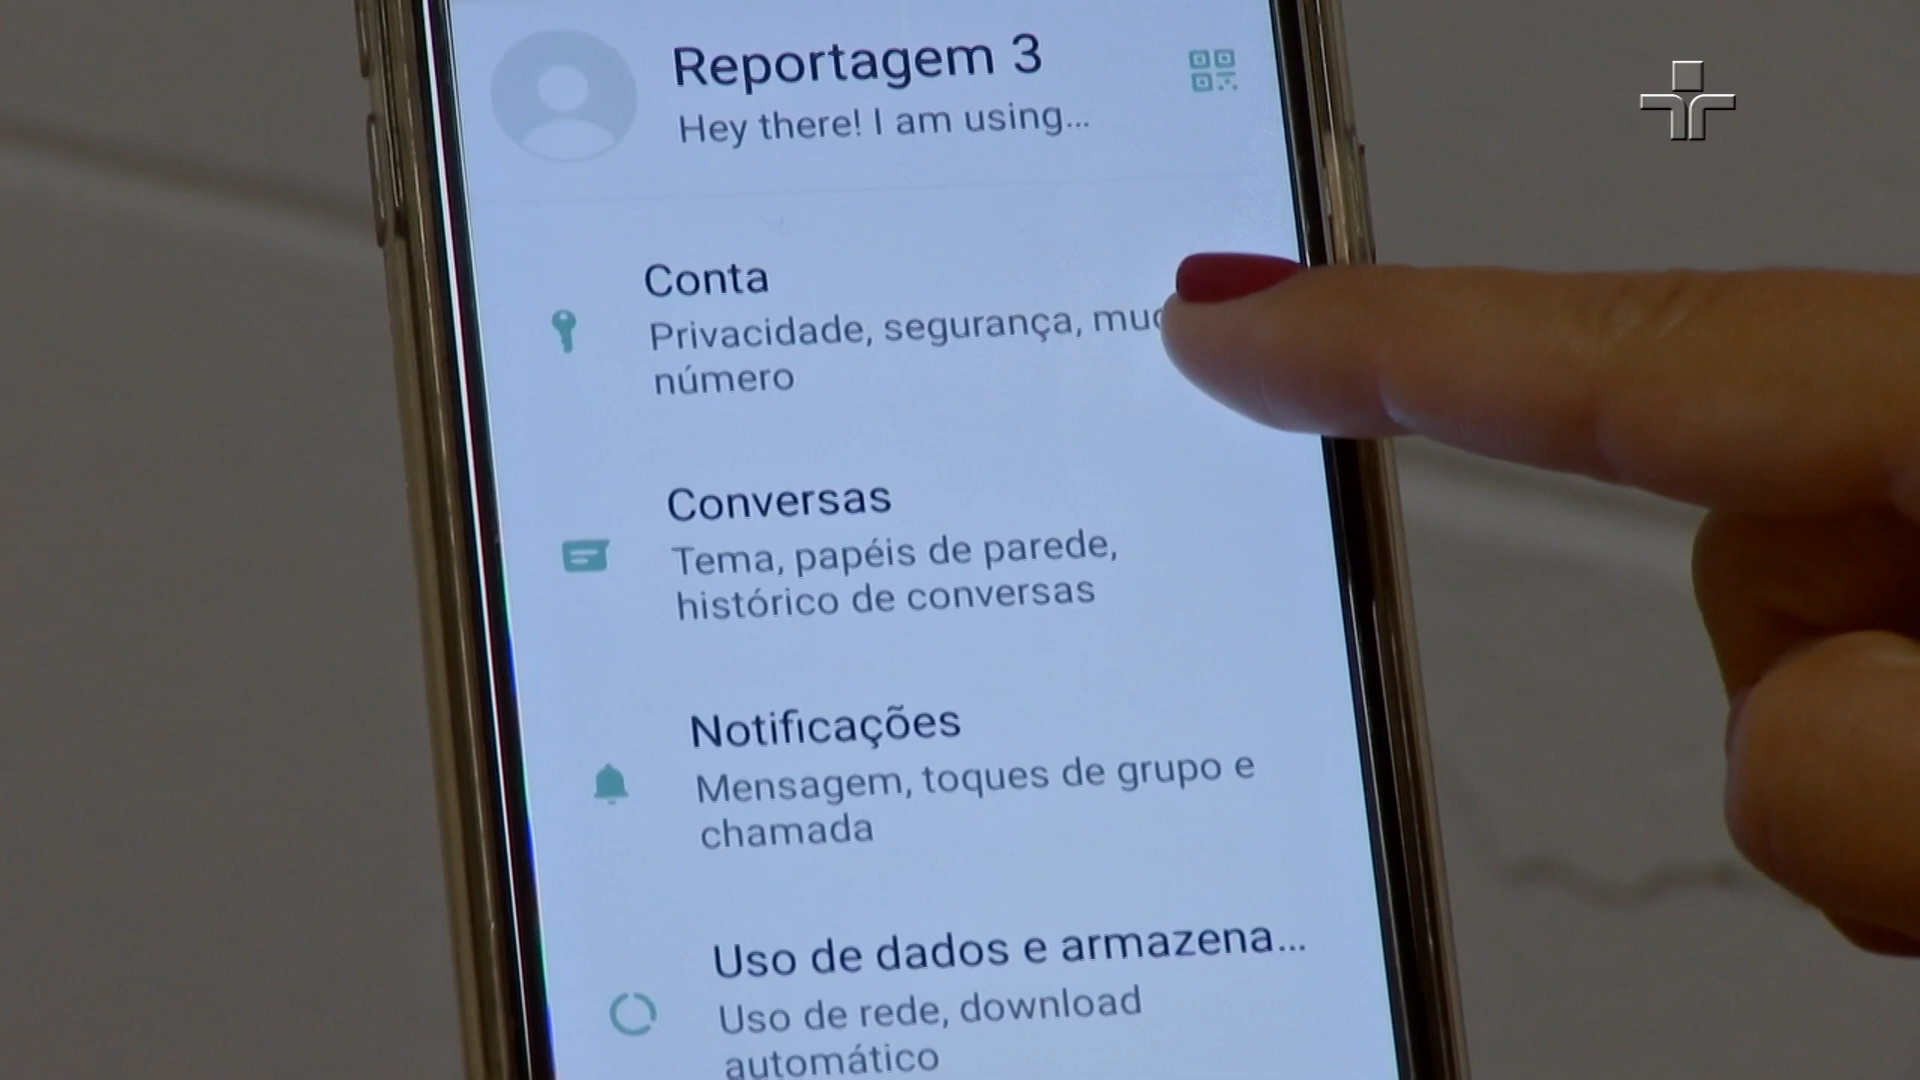 Reportagem 3
Hey there! I am using...
Conta
Privacidade, segurança,
número
Conversas
Tema, papéis de parede,
histórico de conversas
Notificações
Mensagem, toques de grupo e
chamada
Uso de dados e armazena...
Uso de rede, download
automático